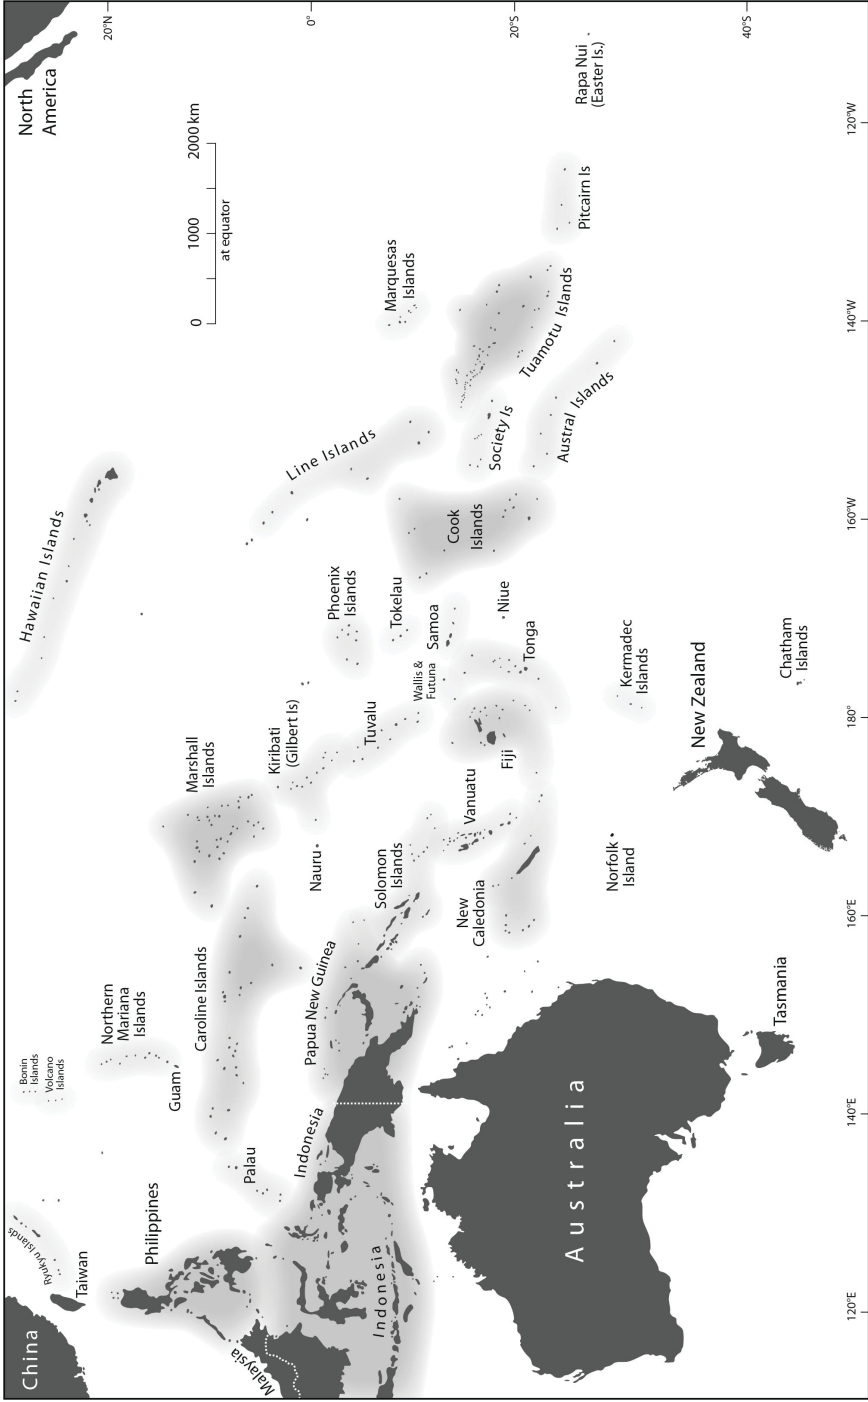 China
Taiwan
Ryukyu Islands
Bonin
Islands
Volcano
Islands
Hawaiian Islands
North
America
20°N
Philippines
Northern
Mariana
Islands
Guam
Marshall
Islands
0
1000
2000 km
at equator
Malaysia
Palau
Caroline Islands
Nauru
Kiribati
(Gilbert Is)
Phoenix
Islands
Line Islands
0°
Indonesia
Indonesia
Papua New Guinea
Solomon
Islands
Tuvalu
Wallis &
Futuna
Tokelau
Samoa
Cook
Islands
Marquesas
Islands
Vanuatu
New
Caledonia
Fiji
Tonga
Niue
Society Is
Tuamotu Islands
Austral Islands
Pitcairn Is
Rapa Nui
(Easter Is.)
20°S
Australia
Norfolk
Island
Kermadec
Islands
New Zealand
Tasmania
Chatham
Islands
40°S
120°E
140°E
160°E
180°
160°W
140°W
120°W